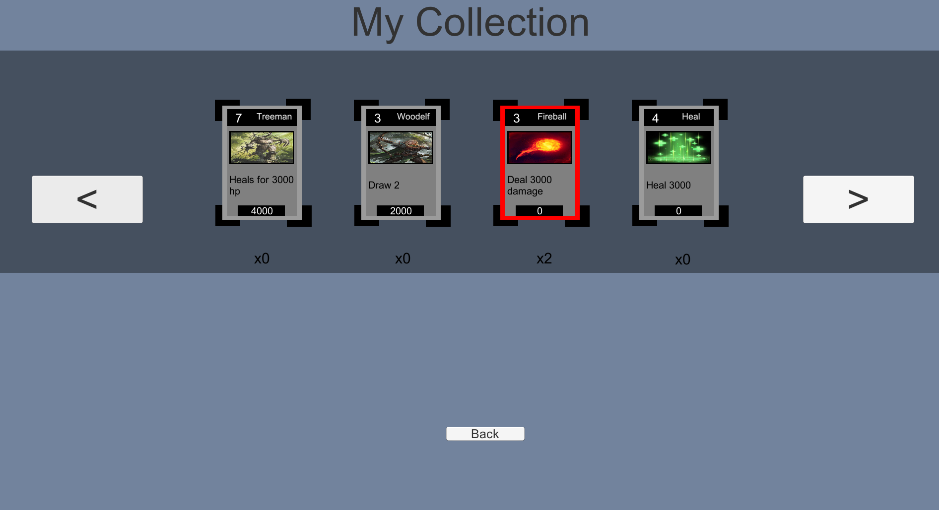 My Collection
7 Treeman
3 Woodelf
3 Fireball
4 Heal
Heals for 3000
hp
Draw 2
Deal 3000
damage
Heal 3000
4000
2000
0
0
<
>
x0
x0
x2
x0
Back